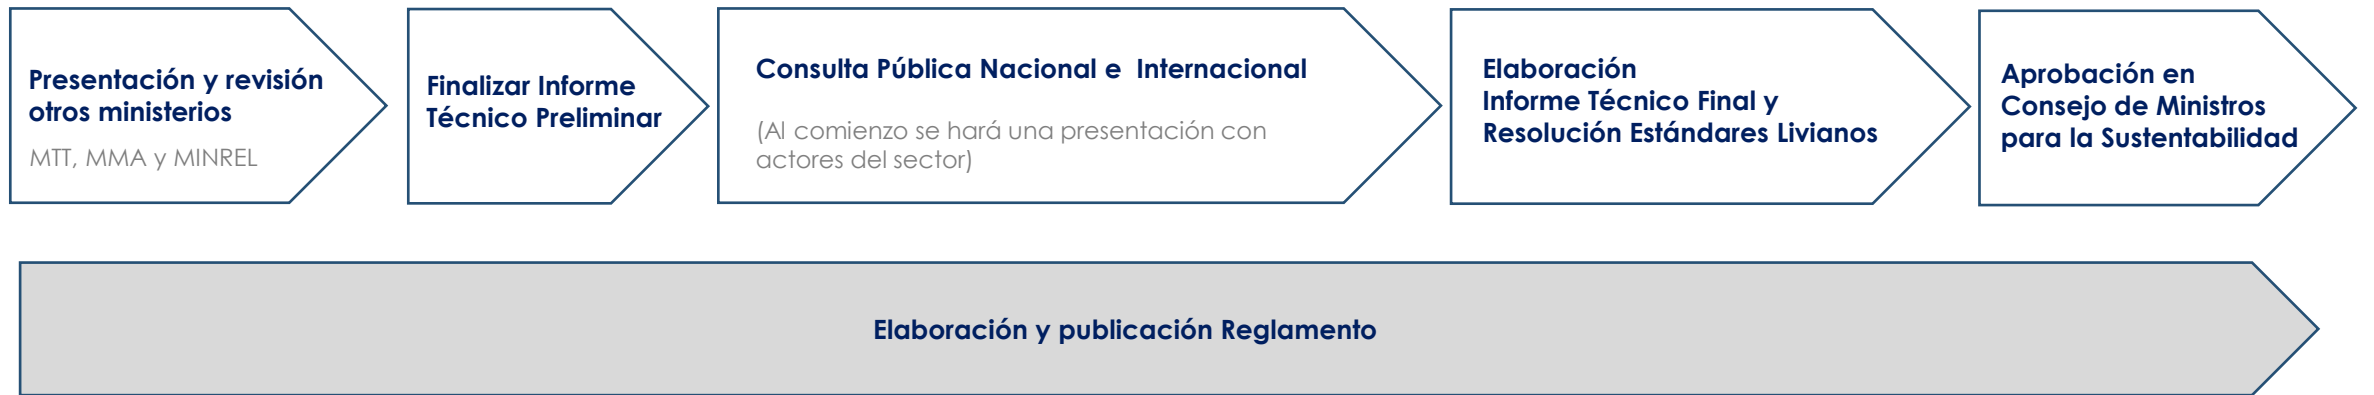 Presentación y revisión
otros ministerios
MTT, MMA y MINREL
Finalizar Informe
Técnico Preliminar
Consulta Pública Nacional e Internacional
(Al comienzo se hará una presentación con
actores del sector)
Elaboración
Informe Técnico Final y
Resolución Estándares Livianos
Aprobación en
Consejo de Ministros
para la Sustentabilidad
Elaboración y publicación Reglamento